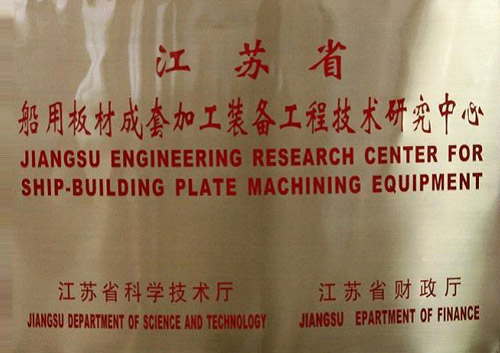 江苏省
船用板材成套加工装备工程技术研究中心
JIANGSU ENGINEERING RESEARCH CENTER FOR
SHIP-BUILDING PLATE MACHINING EQUIPMENT
江苏省科学技术厅 江苏省财政厅
JIANGSU DEPARTMENT OF SCIENCE AND TECHNOLOGY JIANGSU EPARTMENT OF FINANCE